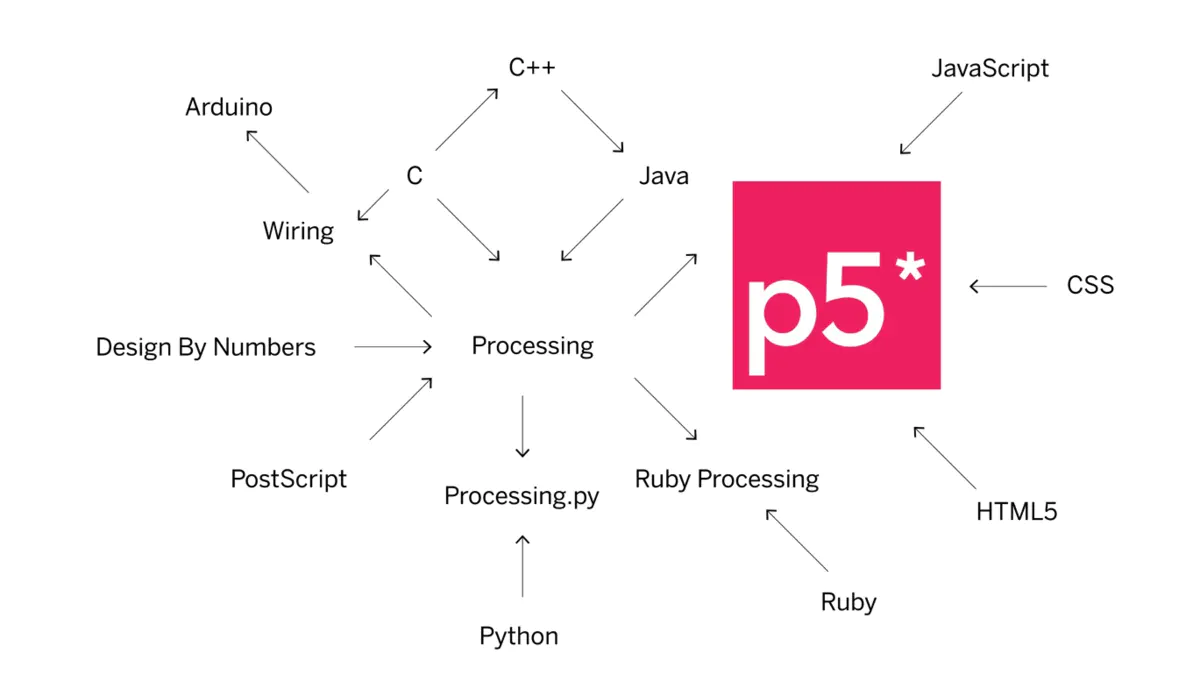 C++
JavaScript
Arduino
C
Java
Wiring
p5*
CSS
Design By Numbers
Processing
PostScript
Processing.py
Ruby Processing
HTML5
Ruby
Python